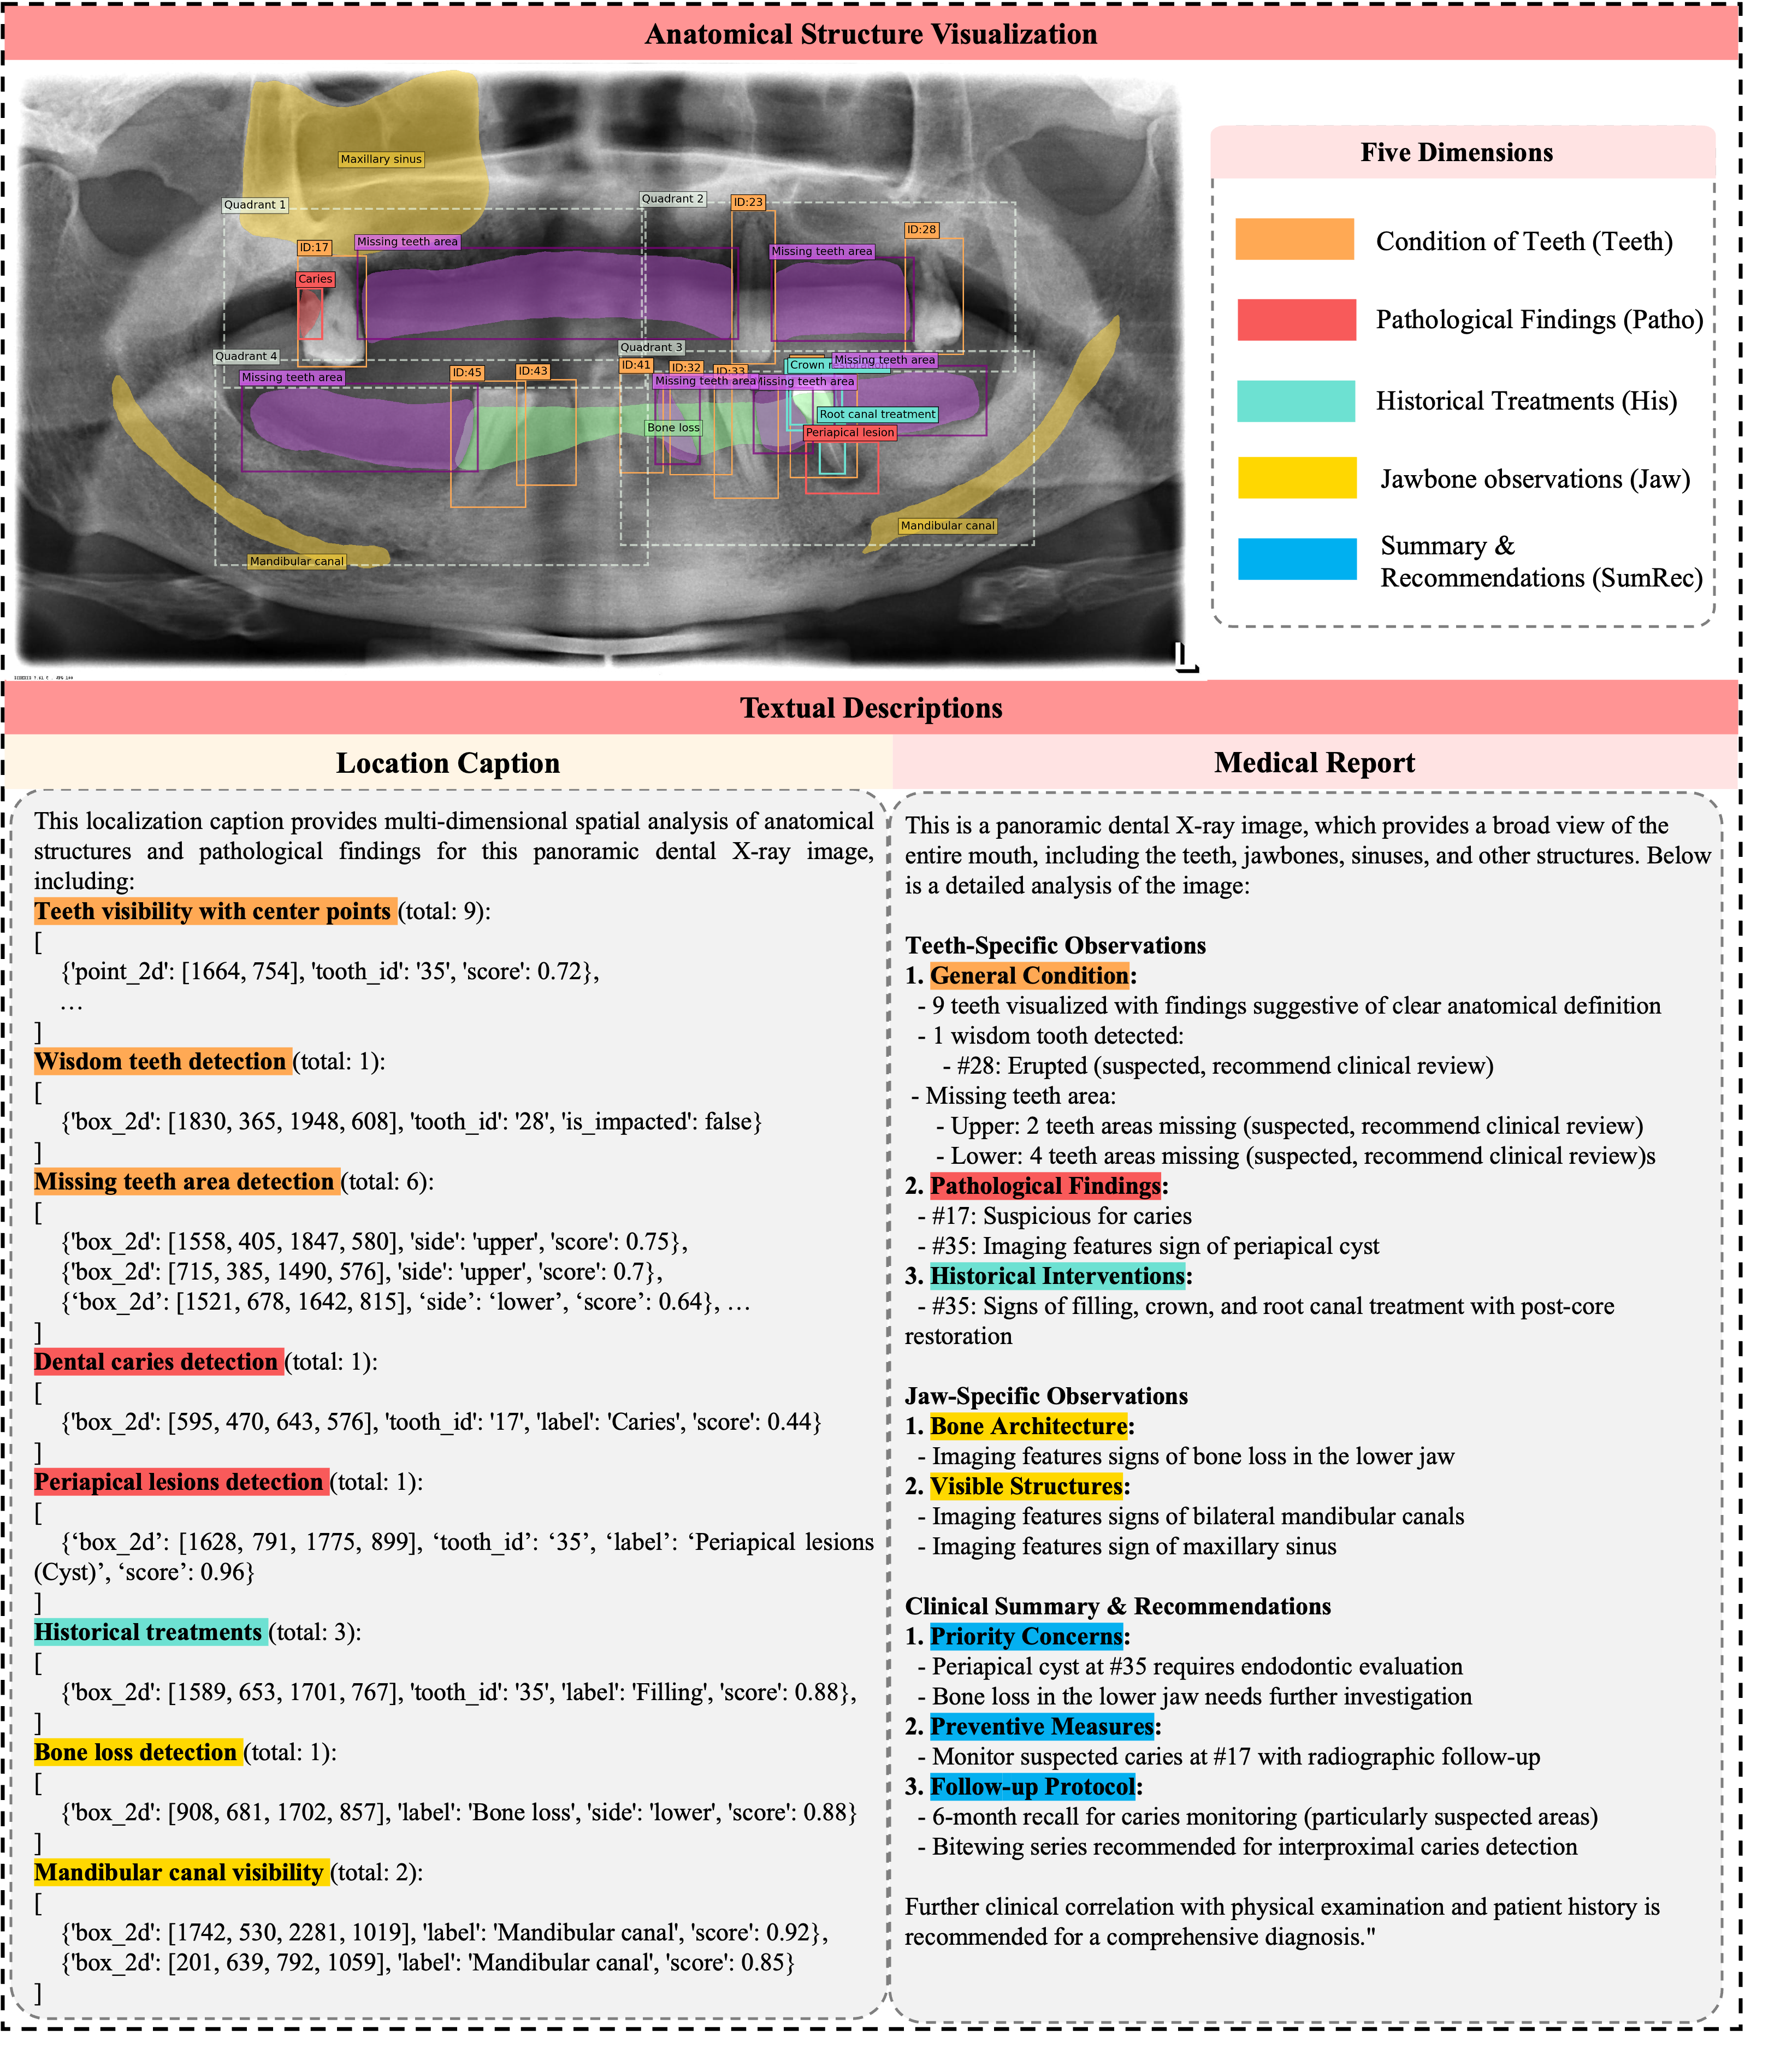 Anatomical Structure Visualization
Maxillary sinus
Quadrant 1
Quadrant 2
ID:23
ID:28
ID:17
Missing teeth area
Missing teeth area
Caries
Quadrant 4
Quadrant 3
Missing teeth area
ID:45
ID:43
ID:41
ID:32
ID:33
Missing teeth area
Missing teeth area
Crown
Missing teeth area
Root canal treatment
Bone loss
Periapical lesion
Mandibular canal
Mandibular canal
L
Five Dimensions
Condition of Teeth (Teeth)
Pathological Findings (Patho)
Historical Treatments (His)
Jawbone observations (Jaw)
Summary &
Recommendations (SumRec)
Textual Descriptions
Location Caption
This localization caption provides multi-dimensional spatial analysis of anatomical
structures and pathological findings for this panoramic dental X-ray image,
including:
Teeth visibility with center points (total: 9):
[
{'point_2d': [1664, 754], 'tooth_id': '35', 'score': 0.72},
…
]
Wisdom teeth detection (total: 1):
[
{'box_2d': [1830, 365, 1948, 608], 'tooth_id': '28', 'is_impacted': false}
]
Missing teeth area detection (total: 6):
[
{'box_2d': [1558, 405, 1847, 580], 'side': 'upper', 'score': 0.75},
{'box_2d': [715, 385, 1490, 576], 'side': 'upper', 'score': 0.7},
{‘box_2d’: [1521, 678, 1642, 815], ‘side’: ‘lower’, ‘score’: 0.64}, …
]
Dental caries detection (total: 1):
[
{'box_2d': [595, 470, 643, 576], 'tooth_id': '17', 'label': 'Caries', 'score': 0.44}
]
Periapical lesions detection (total: 1):
[
{‘box_2d’: [1628, 791, 1775, 899], ‘tooth_id’: ‘35’, ‘label’: ‘Periapical lesions
(Cyst)’, ‘score’: 0.96}
]
Historical treatments (total: 3):
[
{'box_2d': [1589, 653, 1701, 767], 'tooth_id': '35', 'label': 'Filling', 'score': 0.88},
]
Bone loss detection (total: 1):
[
{'box_2d': [908, 681, 1702, 857], 'label': 'Bone loss', 'side': 'lower', 'score': 0.88}
]
Mandibular canal visibility (total: 2):
[
{'box_2d': [1742, 530, 2281, 1019], 'label': 'Mandibular canal', 'score': 0.92},
{'box_2d': [201, 639, 792, 1059], 'label': 'Mandibular canal', 'score': 0.85}
]
Medical Report
This is a panoramic dental X-ray image, which provides a broad view of the
entire mouth, including the teeth, jawbones, sinuses, and other structures. Below
is a detailed analysis of the image:
Teeth-Specific Observations
1. General Condition:
- 9 teeth visualized with findings suggestive of clear anatomical definition
- 1 wisdom tooth detected:
- #28: Erupted (suspected, recommend clinical review)
- Missing teeth area:
- Upper: 2 teeth areas missing (suspected, recommend clinical review)
- Lower: 4 teeth areas missing (suspected, recommend clinical review)s
2. Pathological Findings:
- #17: Suspicious for caries
- #35: Imaging features sign of periapical cyst
3. Historical Interventions:
- #35: Signs of filling, crown, and root canal treatment with post-core
restoration
Jaw-Specific Observations
1. Bone Architecture:
- Imaging features signs of bone loss in the lower jaw
2. Visible Structures:
- Imaging features signs of bilateral mandibular canals
- Imaging features sign of maxillary sinus
Clinical Summary & Recommendations
1. Priority Concerns:
- Periapical cyst at #35 requires endodontic evaluation
- Bone loss in the lower jaw needs further investigation
2. Preventive Measures:
- Monitor suspected caries at #17 with radiographic follow-up
3. Follow-up Protocol:
- 6-month recall for caries monitoring (particularly suspected areas)
- Bitewing series recommended for interproximal caries detection
Further clinical correlation with physical examination and patient history is
recommended for a comprehensive diagnosis."